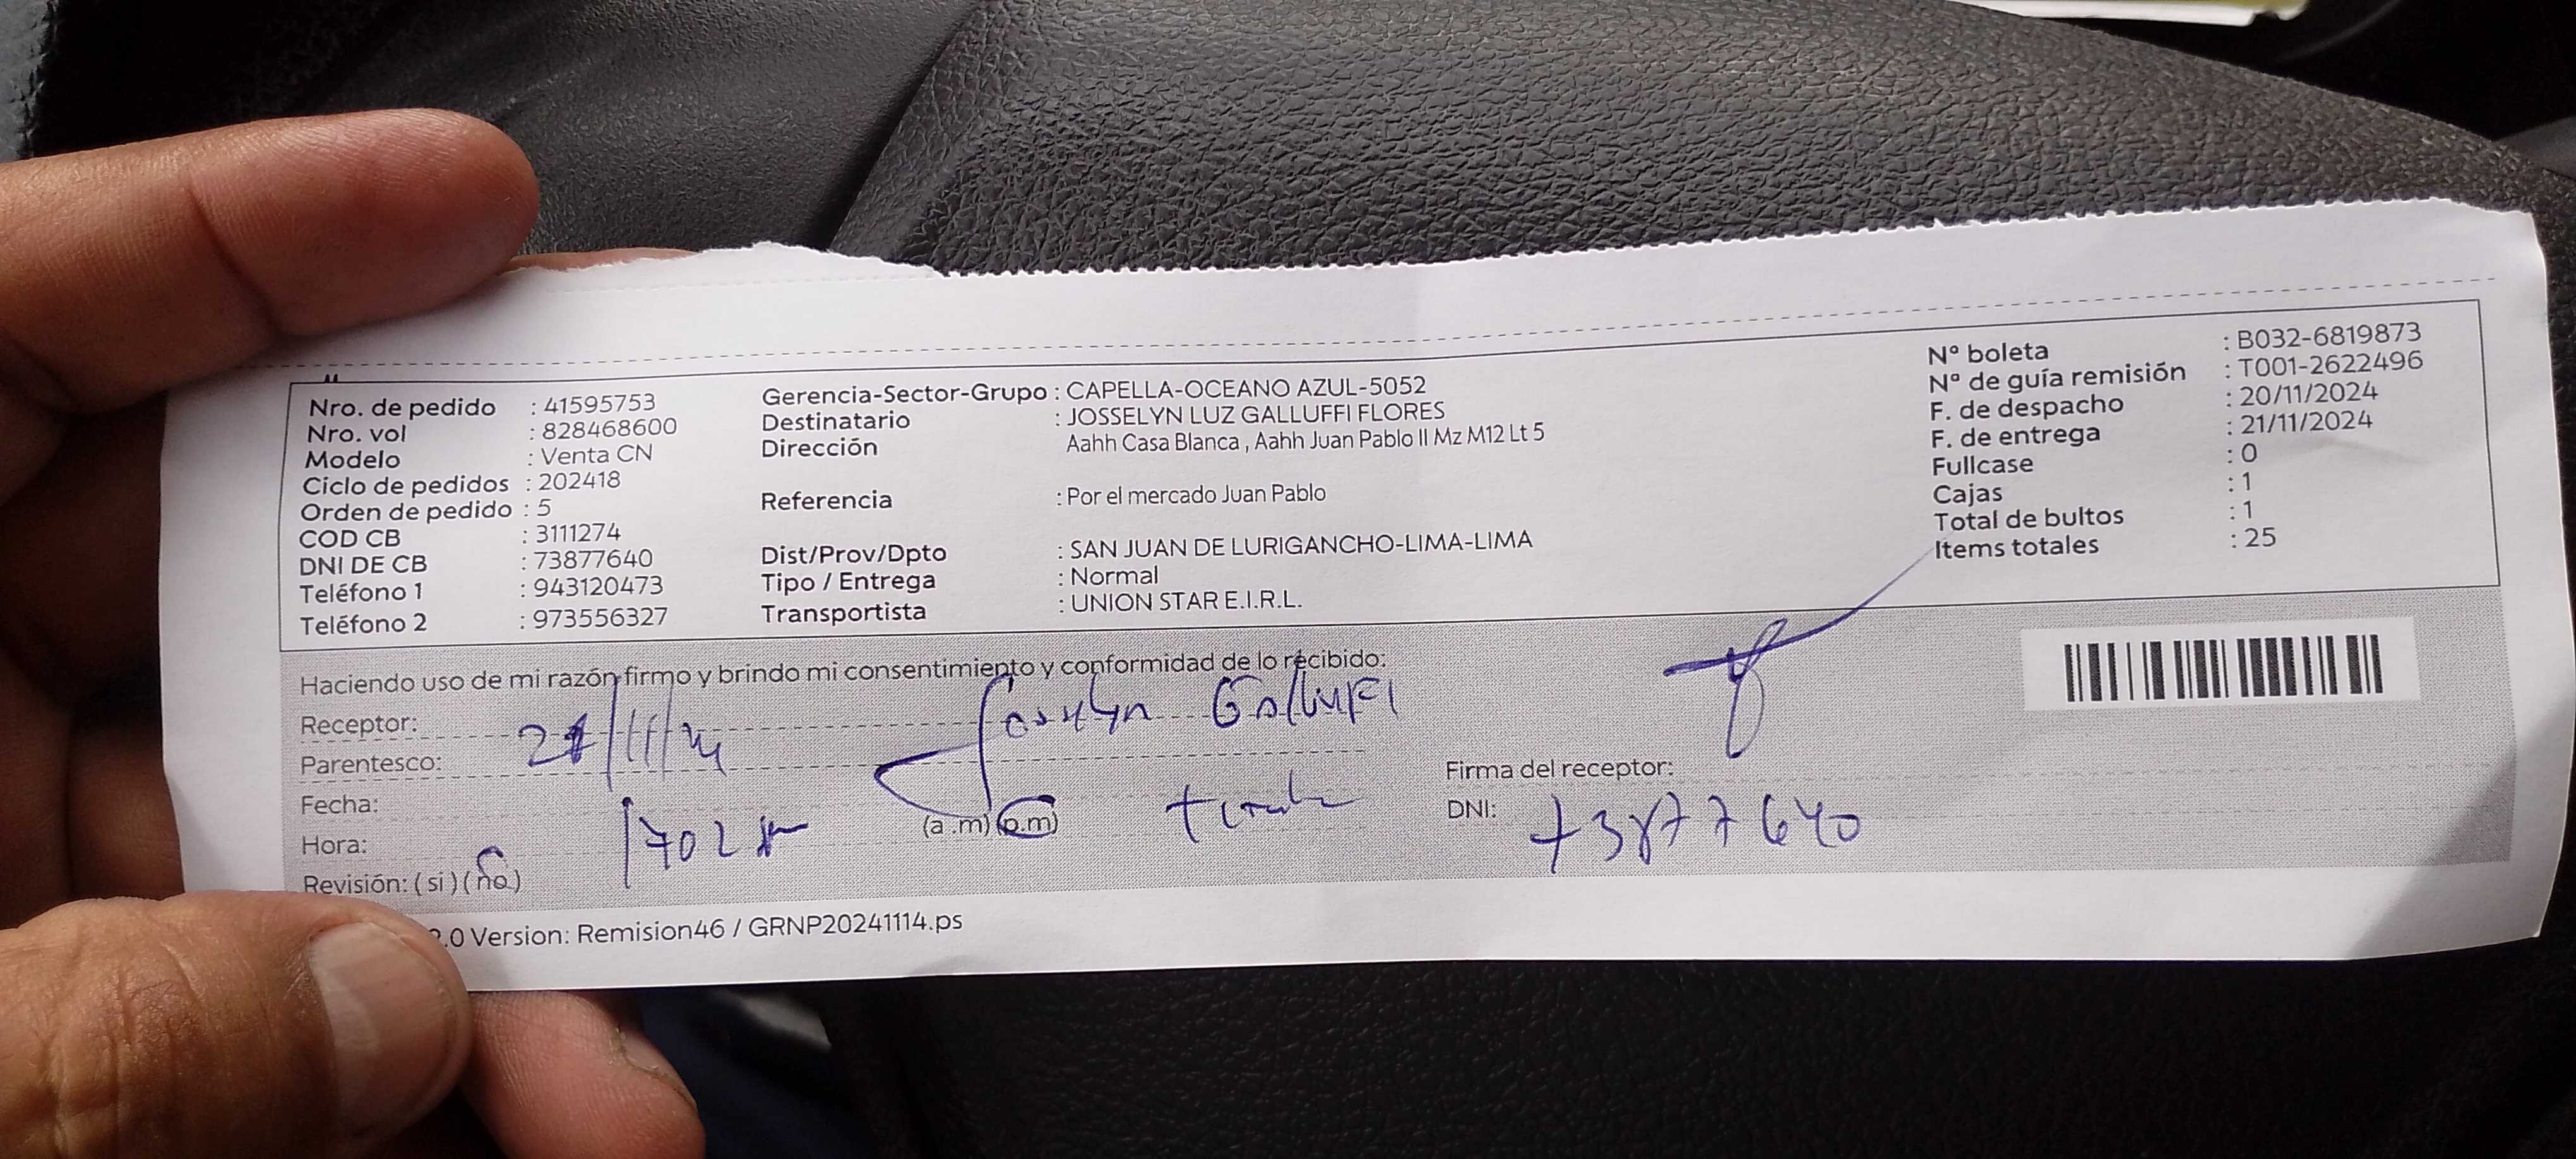 Nro. de pedido : 41595753
Nro. vol : 828468600
Modelo : Venta CN
Ciclo de pedidos : 202418
Orden de pedido : 5
COD CB : 3111274
DNI DE CB : 73877640
Teléfono 1 : 943120473
Teléfono 2 : 973556327
Gerencia-Sector-Grupo : CAPELLA-OCEANO AZUL-5052
Destinatario : JOSSELYN LUZ GALLUFFI FLORES
Dirección Aahh Casa Blanca , Aahh Juan Pablo II Mz M12 Lt 5
Referencia : Por el mercado Juan Pablo
Dist/Prov/Dpto : SAN JUAN DE LURIGANCHO-LIMA-LIMA
Tipo / Entrega : Normal
Transportista : UNION STAR E.I.R.L.
Nº boleta : B032-6819873
Nº de guía remisión : T001-2622496
F. de despacho : 20/11/2024
F. de entrega : 21/11/2024
Fullcase : 0
Cajas : 1
Total de bultos : 1
Items totales : 25
Haciendo uso de mi razón firmo y brindo mi consentimiento y conformidad de lo recibido:
Receptor:
Parentesco: 21/11/24
Fecha:
Hora: 1702 (a .m) (p.m)
Revisión: ( si ) ( no )
Firma del receptor:
DNI: 73877640
2.0 Version: Remision46 / GRNP20241114.ps